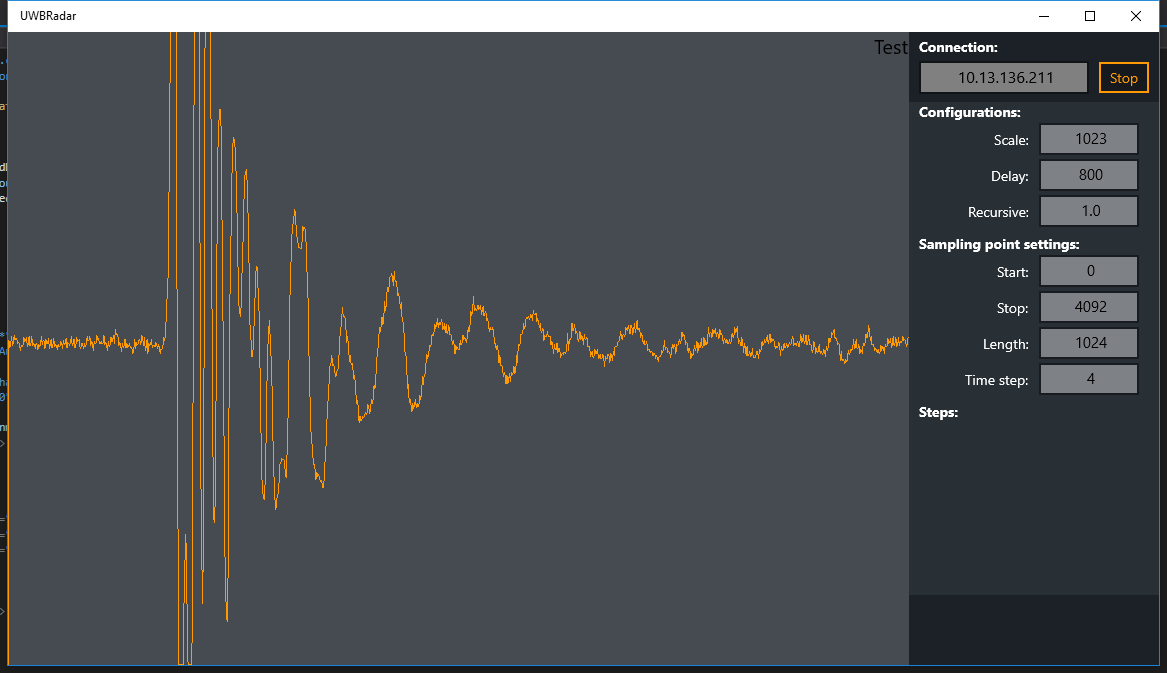 UWBRadar
Test
Connection:
10.13.136.211 Stop
Configurations:
Scale: 1023
Delay: 800
Recursive: 1.0
Sampling point settings:
Start: 0
Stop: 4092
Length: 1024
Time step: 4
Steps: